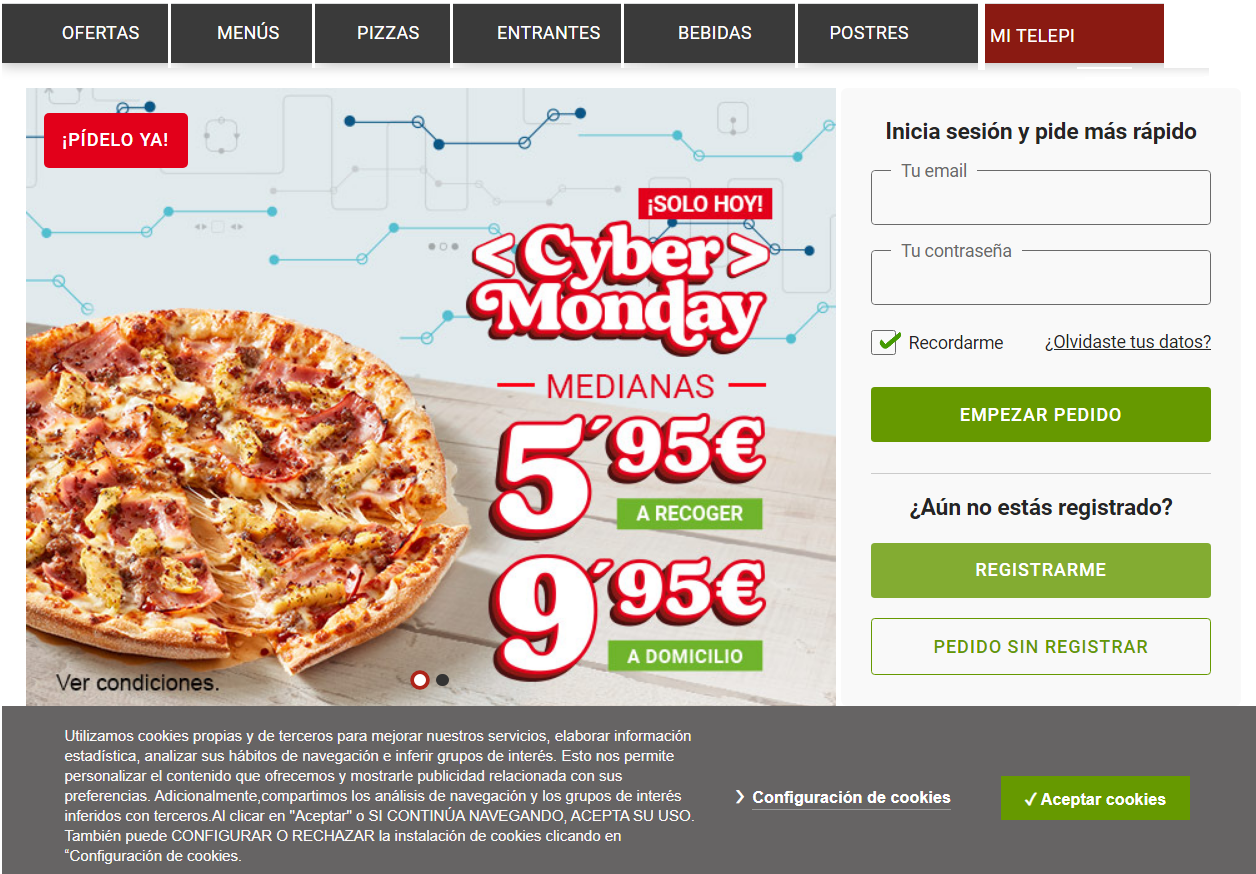 OFERTAS
MENÚS
PIZZAS
ENTRANTES
BEBIDAS
POSTRES
MI TELEPI
¡PÍDELO YA!
¡SOLO HOY!
<Cyber>
Monday
MEDIANAS
5´95€
A RECOGER
9´95€
A DOMICILIO
Ver condiciones.
Inicia sesión y pide más rápido
Tu email
Tu contraseña
Recordarme
¿Olvidaste tus datos?
EMPEZAR PEDIDO
¿Aún no estás registrado?
REGISTRARME
PEDIDO SIN REGISTRAR
Utilizamos cookies propias y de terceros para mejorar nuestros servicios, elaborar información
estadística, analizar sus hábitos de navegación e inferir grupos de interés. Esto nos permite
personalizar el contenido que ofrecemos y mostrarle publicidad relacionada con sus
preferencias. Adicionalmente,compartimos los análisis de navegación y los grupos de interés
inferidos con terceros.Al clicar en "Aceptar" o SI CONTINÚA NAVEGANDO, ACEPTA SU USO.
También puede CONFIGURAR O RECHAZAR la instalación de cookies clicando en
“Configuración de cookies.
Configuración de cookies
Aceptar cookies